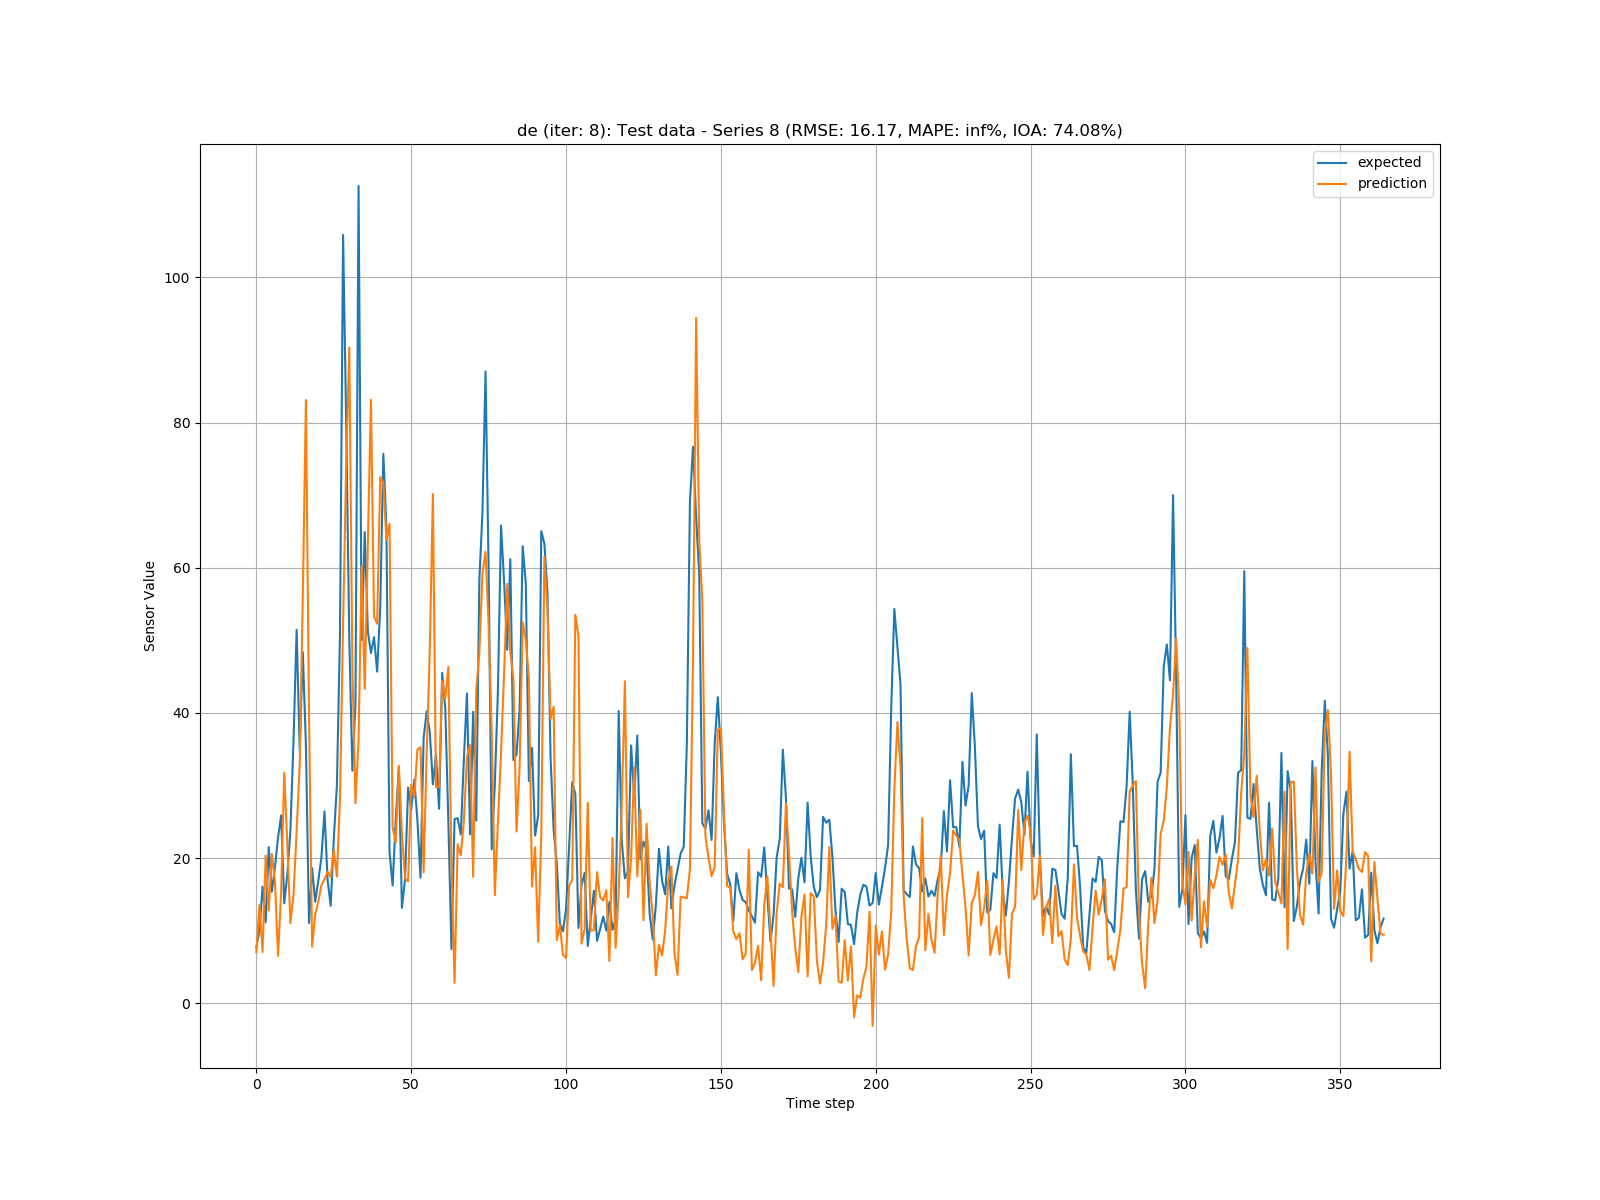 de (iter: 8): Test data - Series 8 (RMSE: 16.17, MAPE: inf%, IOA: 74.08%)
expected
prediction
100
80
60
40
20
0
Sensor Value
0 50 100 150 200 250 300 350
Time step